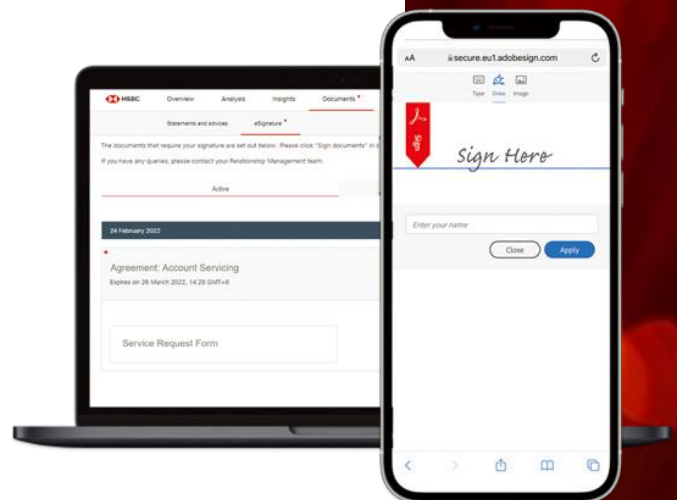 HSBC
Overview Analysis Insights Documents
Statements and advices eSignature
The documents that require your signature are set out below. Please click "Sign documents" in
If you have any queries, please contact your Relationship Management team.
Active
24 February 2022
Agreement: Account Servicing
Expires on 26 March 2022, 14:28 GMT+8
Service Request Form
AA secure.eu1.adobesign.com
Type Draw Image
Sign
Sign Here
Enter your name
Close Apply